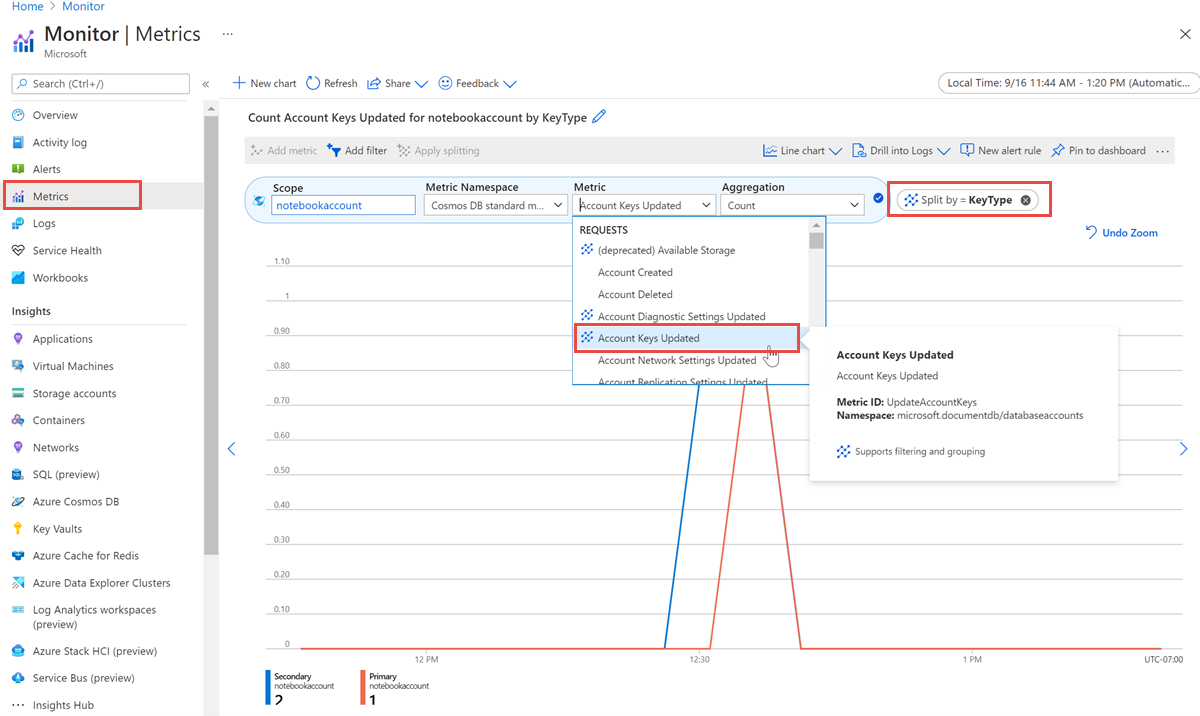 Home > Monitor
Monitor | Metrics ...
Microsoft
Search (Ctrl+/)
«
Overview
Activity log
Alerts
Metrics
Logs
Service Health
Workbooks
Insights
Applications
Virtual Machines
Storage accounts
Containers
Networks
SQL (preview)
Azure Cosmos DB
Key Vaults
Azure Cache for Redis
Azure Data Explorer Clusters
Log Analytics workspaces
(preview)
Azure Stack HCI (preview)
Service Bus (preview)
Insights Hub
New chart Refresh Share Feedback
Local Time: 9/16 11:44 AM - 1:20 PM (Automatic...
Count Account Keys Updated for notebookaccount by KeyType
Add metric Add filter Apply splitting Line chart Drill into Logs New alert rule Pin to dashboard ...
Scope Metric Namespace Metric Aggregation
notebookaccount Cosmos DB standard m... Account Keys Updated Count Split by = KeyType
Undo Zoom
REQUESTS
(deprecated) Available Storage
Account Created
Account Deleted
Account Diagnostic Settings Updated
Account Keys Updated
Account Network Settings Updated
Account Replication Settings Updated
Account Keys Updated
Account Keys Updated
Metric ID: UpdateAccountKeys
Namespace: microsoft.documentdb/databaseaccounts
Supports filtering and grouping
1.10
1
0.90
0.80
0.70
0.60
0.50
0.40
0.30
0.20
0.10
0
12 PM 12:30 1 PM UTC-07:00
Secondary
notebookaccount
2
Primary
notebookaccount
1